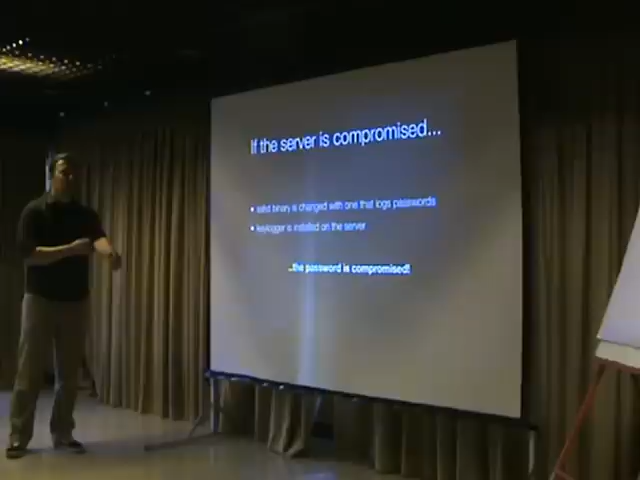 If the server is compromised...
• sshd binary is changed with one that logs passwords
• keylogger is installed on the server
...the password is compromised!